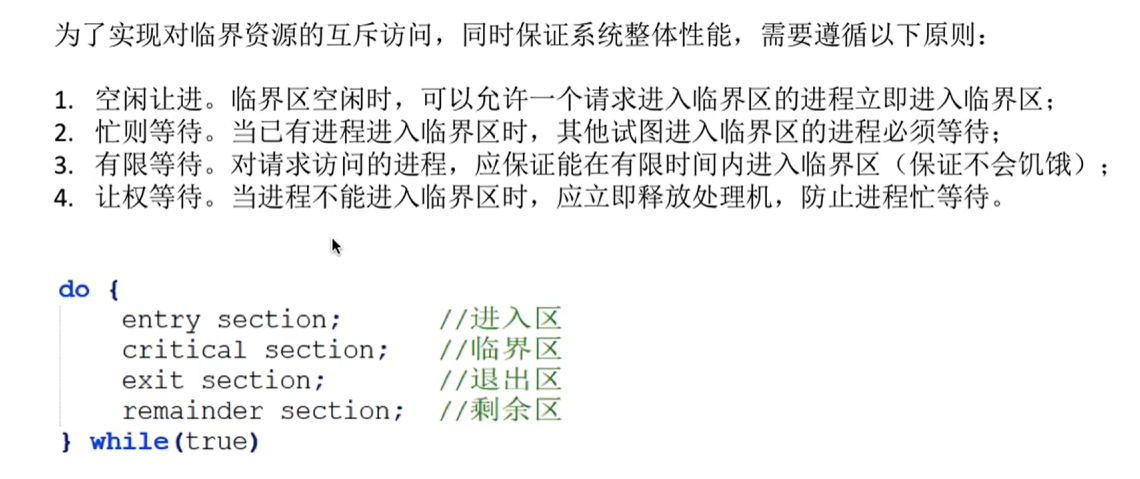 为了实现对临界资源的互斥访问，同时保证系统整体性能，需要遵循以下原则：
1. 空闲让进。临界区空闲时，可以允许一个请求进入临界区的进程立即进入临界区；
2. 忙则等待。当已有进程进入临界区时，其他试图进入临界区的进程必须等待；
3. 有限等待。对请求访问的进程，应保证能在有限时间内进入临界区（保证不会饥饿）；
4. 让权等待。当进程不能进入临界区时，应立即释放处理机，防止进程忙等待。
do {
entry section; //进入区
critical section; //临界区
exit section; //退出区
remainder section; //剩余区
} while(true)